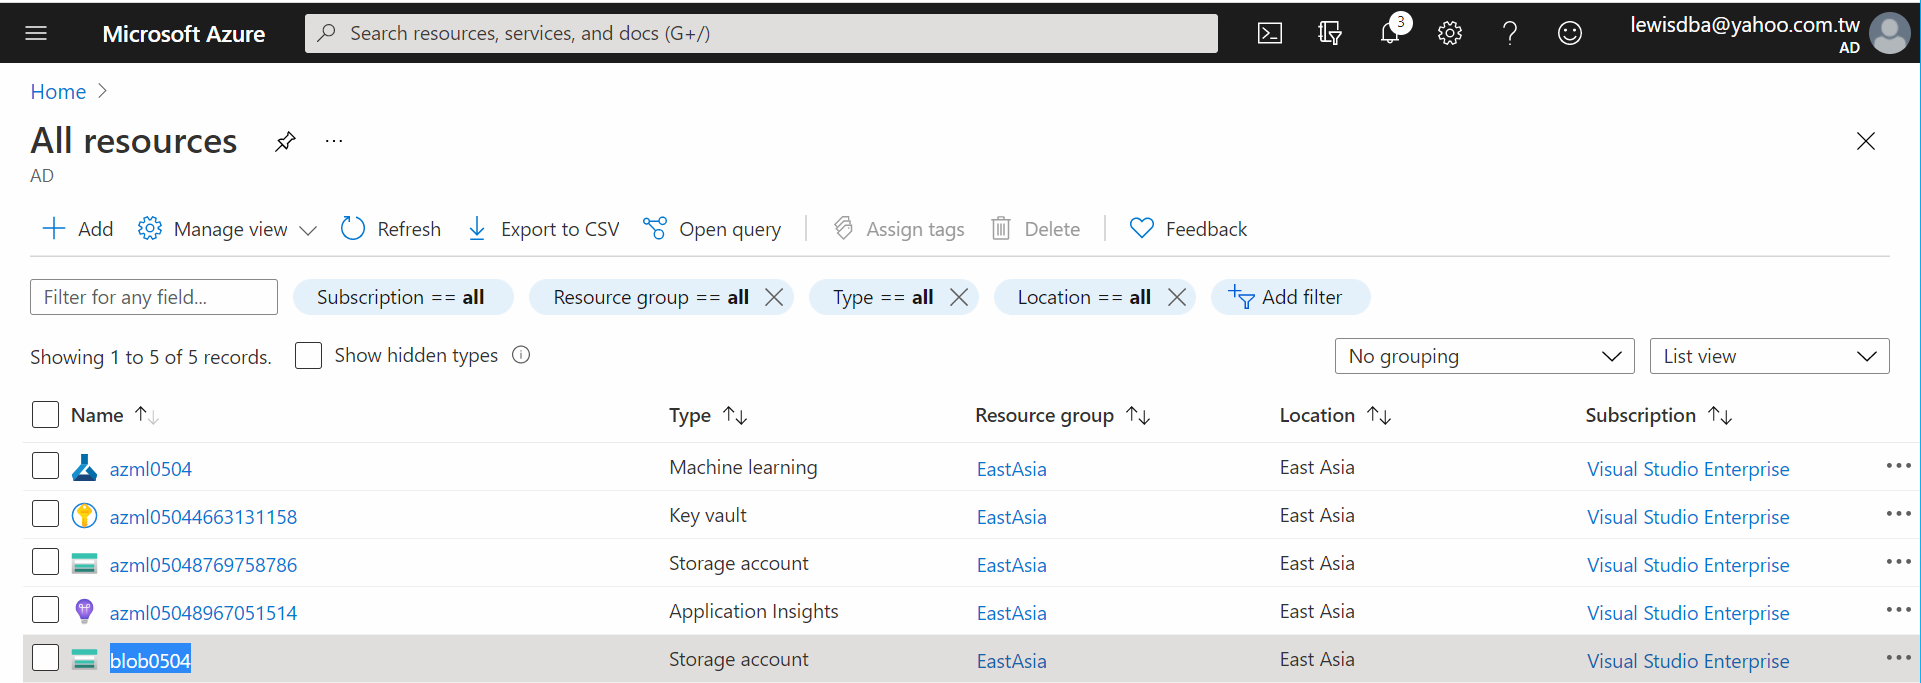 Microsoft Azure Search resources, services, and docs (G+/) 3 lewisdba@yahoo.com.tw
AD
Home
All resources ...
AD
Add Manage view Refresh Export to CSV Open query Assign tags Delete Feedback
Filter for any field... Subscription == all Resource group == all Type == all Location == all Add filter
Showing 1 to 5 of 5 records. Show hidden types No grouping List view
Name Type Resource group Location Subscription
azml0504 Machine learning EastAsia East Asia Visual Studio Enterprise ...
azml05044663131158 Key vault EastAsia East Asia Visual Studio Enterprise ...
azml05048769758786 Storage account EastAsia East Asia Visual Studio Enterprise ...
azml05048967051514 Application Insights EastAsia East Asia Visual Studio Enterprise ...
blob0504 Storage account EastAsia East Asia Visual Studio Enterprise ...